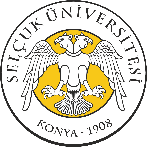 SELÇUK ÜNİVERSİTESİ
KONYA - 1908